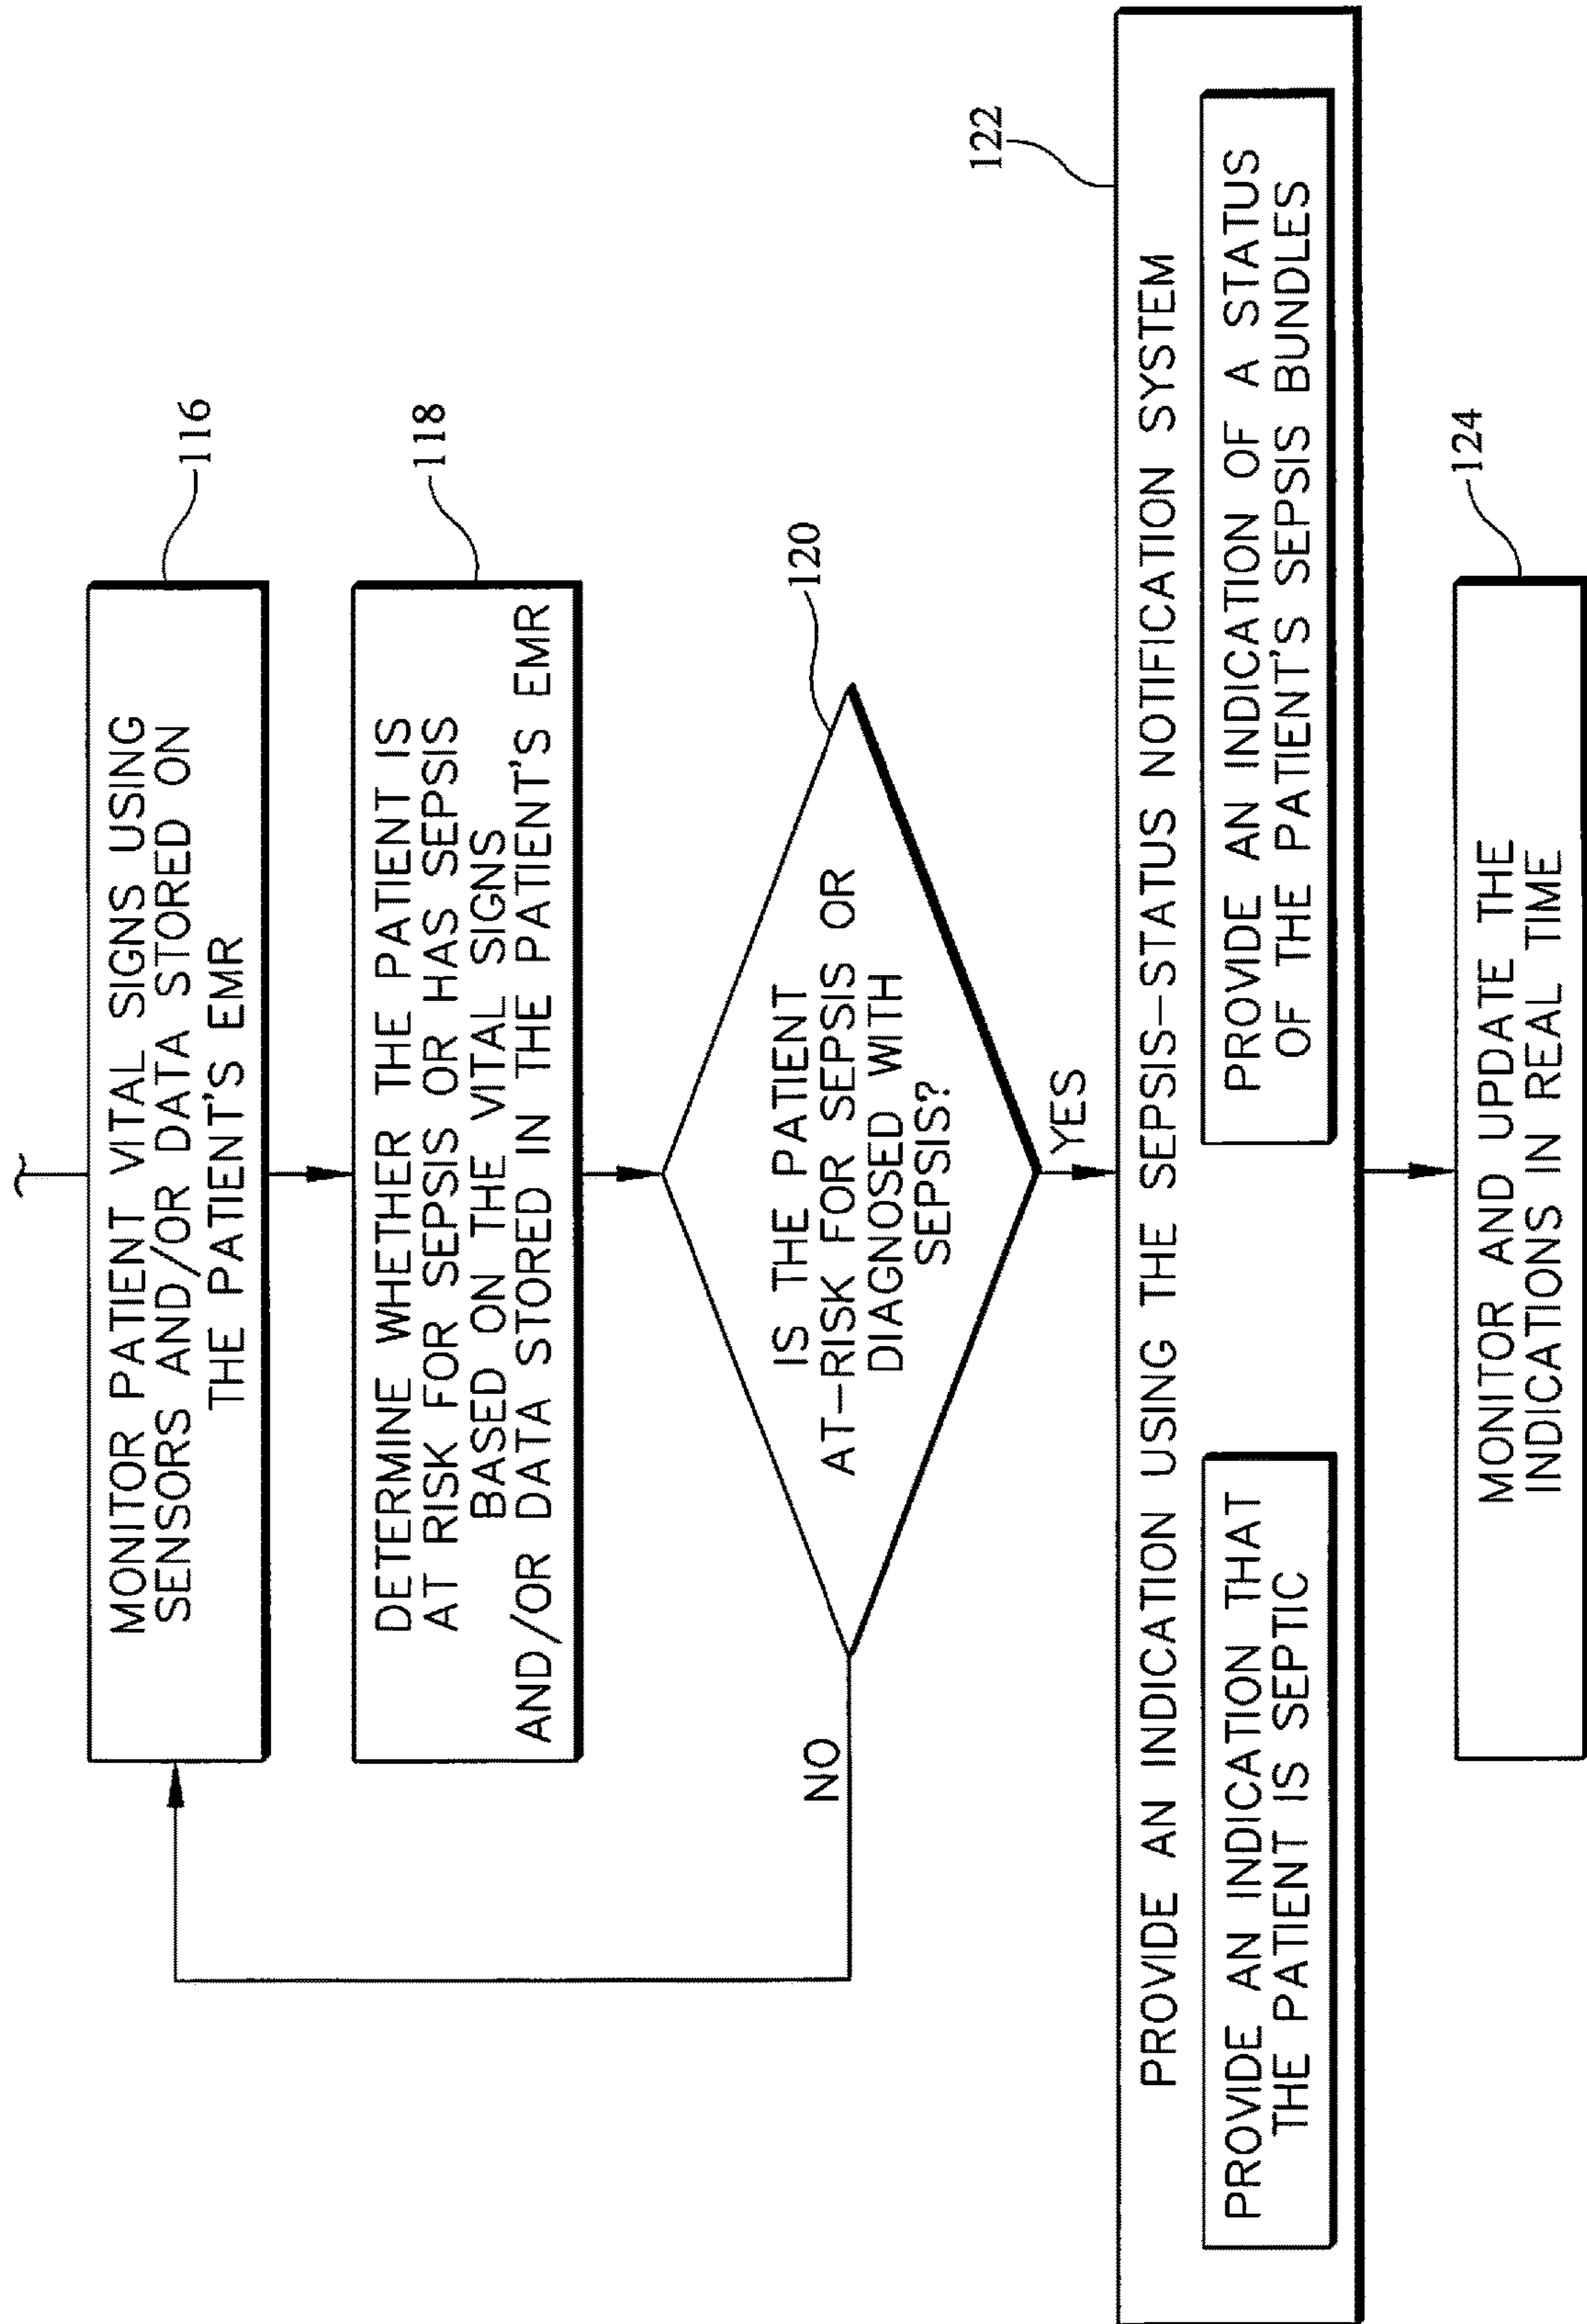 MONITOR PATIENT VITAL SIGNS USING
SENSORS AND/OR DATA STORED ON
THE PATIENT'S EMR
116
DETERMINE WHETHER THE PATIENT IS
AT RISK FOR SEPSIS OR HAS SEPSIS
BASED ON THE VITAL SIGNS
AND/OR DATA STORED IN THE PATIENT'S EMR
118
IS THE PATIENT
AT-RISK FOR SEPSIS OR
DIAGNOSED WITH
SEPSIS?
120
NO
YES
122
PROVIDE AN INDICATION USING THE SEPSIS-STATUS NOTIFICATION SYSTEM
PROVIDE AN INDICATION THAT
THE PATIENT IS SEPTIC
PROVIDE AN INDICATION OF A STATUS
OF THE PATIENT'S SEPSIS BUNDLES
124
MONITOR AND UPDATE THE
INDICATIONS IN REAL TIME